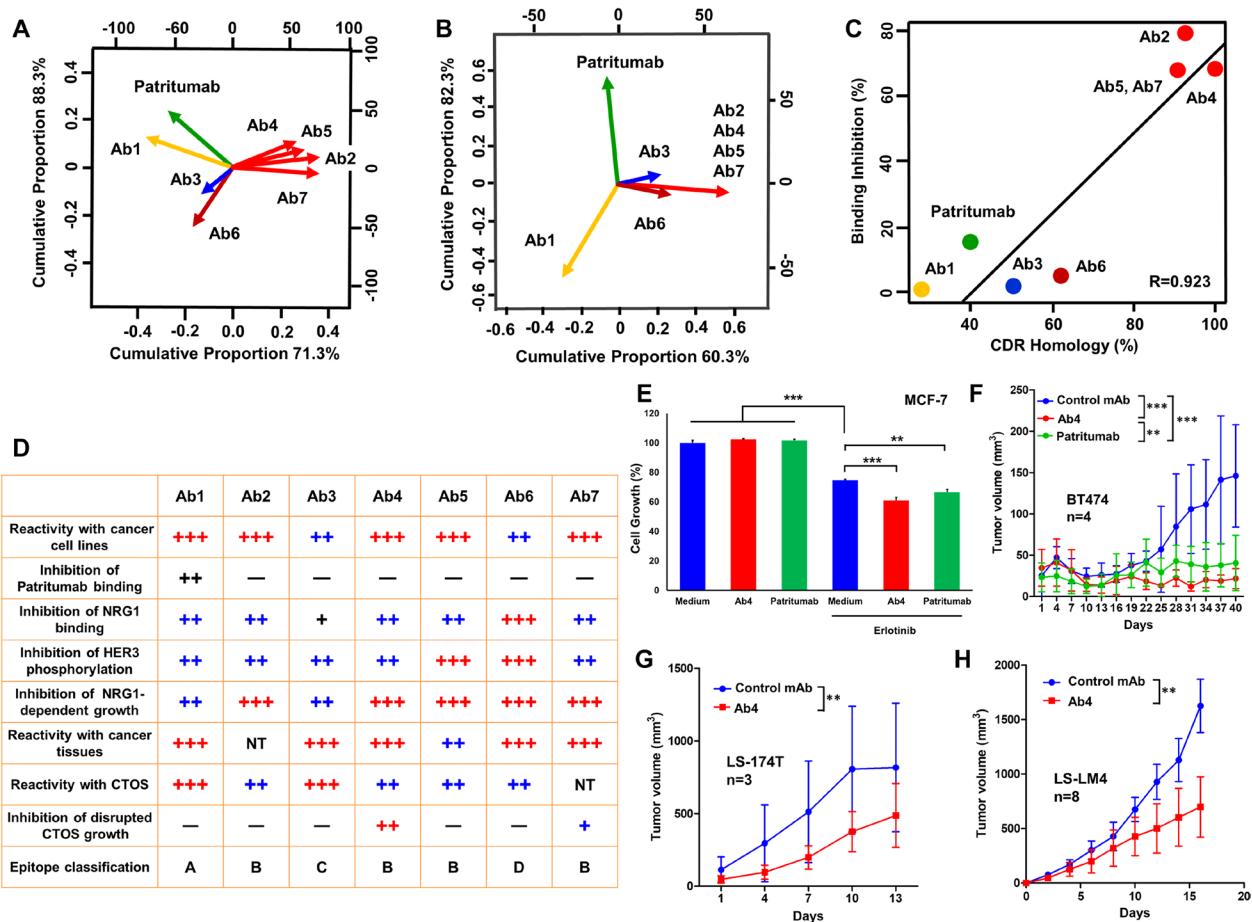 A
-100 -60 0 60 100
Cumulative Proportion 88.3%
0.4
0.2
0
-0.2
-0.4
100
50
0
-50
-100
Patritumab
Ab1
Ab4
Ab5
Ab2
Ab3
Ab7
Ab6
-0.4 -0.2 0.0 0.2 0.4
Cumulative Proportion 71.3%
B
-50 0 50
Cumulative Proportion 82.3%
0.6
0.4
0.2
0.0
-0.2
-0.4
-0.6
50
0
-50
Patritumab
Ab2
Ab4
Ab5
Ab7
Ab3
Ab6
Ab1
-0.4 -0.2 0 0.2 0.4 0.6
Cumulative Proportion 60.3%
C
Binding Inhibition (%)
80
60
40
20
0
Ab2
Ab5, Ab7
Ab4
Patritumab
Ab1
Ab3
Ab6
R=0.923
40 60 80 100
CDR Homology (%)
D
Ab1 Ab2 Ab3 Ab4 Ab5 Ab6 Ab7
Reactivity with cancer
cell lines
+++ +++ ++ +++ +++ ++ +++
Inhibition of
Patritumab binding
++ — — — — — —
Inhibition of NRG1
binding
++ ++ + ++ ++ +++ ++
Inhibition of HER3
phosphorylation
++ ++ ++ ++ +++ +++ ++
Inhibition of NRG1-
dependent growth
++ +++ ++ +++ +++ +++ +++
Reactivity with cancer
tissues
+++ NT +++ +++ ++ +++ +++
Reactivity with CTOS
+++ ++ +++ ++ ++ ++ NT
Inhibition of disrupted
CTOS growth
— — — ++ — — +
Epitope classification
A B C B B D B
E
MCF-7
Cell Growth (%)
120
100
80
60
40
20
0
***
**
***
Medium Ab4 Patritumab Medium Ab4 Patritumab
Erlotinib
F
Tumor volume (mm3)
250
200
150
100
50
0
Control mAb
Ab4
Patritumab
***
**
***
BT474
n=4
1 4 7 10 13 16 19 22 25 28 31 34 37 40
Days
G
Tumor volume (mm3)
1500
1000
500
0
Control mAb
Ab4
**
LS-174T
n=3
1 4 7 10 13
Days
H
Tumor volume (mm3)
2000
1500
1000
500
0
Control mAb
Ab4
**
LS-LM4
n=8
0 5 10 15 20
Days